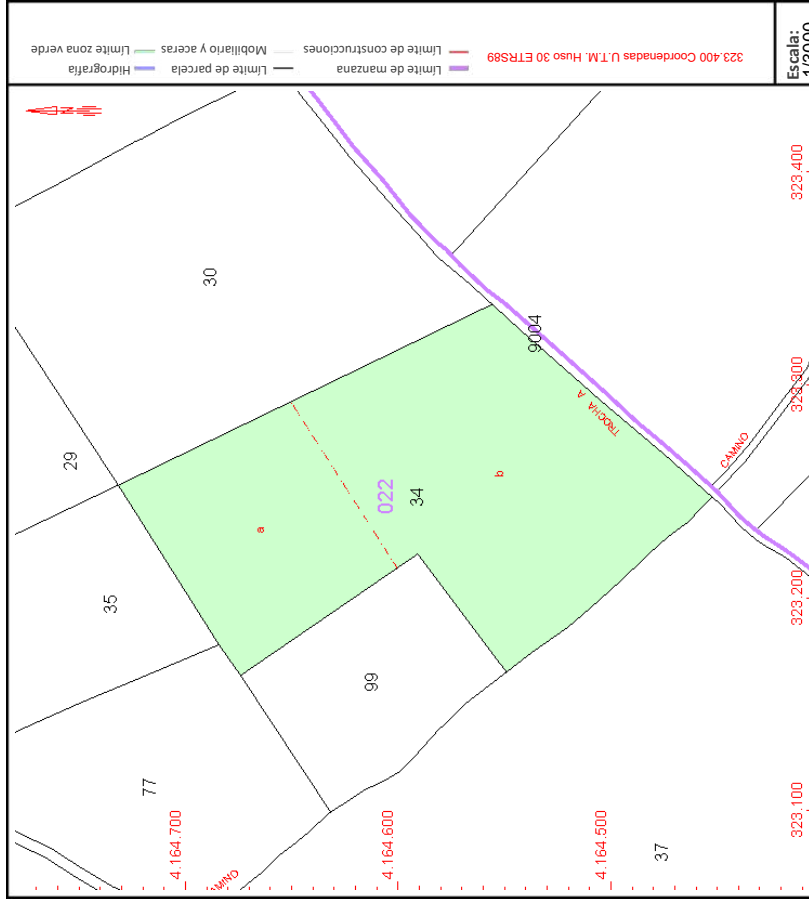 Límite zona verde
Hidrografía
Mobiliario y aceras
Límite de parcela
Límite de construcciones
Límite de manzana
323.400 Coordenadas U.T.M. Huso 30 ETRS89
Escala:
1/3000
N
30
29
35
77
99
34
022
a
b
9004
TROCHA A
CAMINO
37
323,400
323,300
323,200
323,100
4.164.700
4.164.600
4.164.500